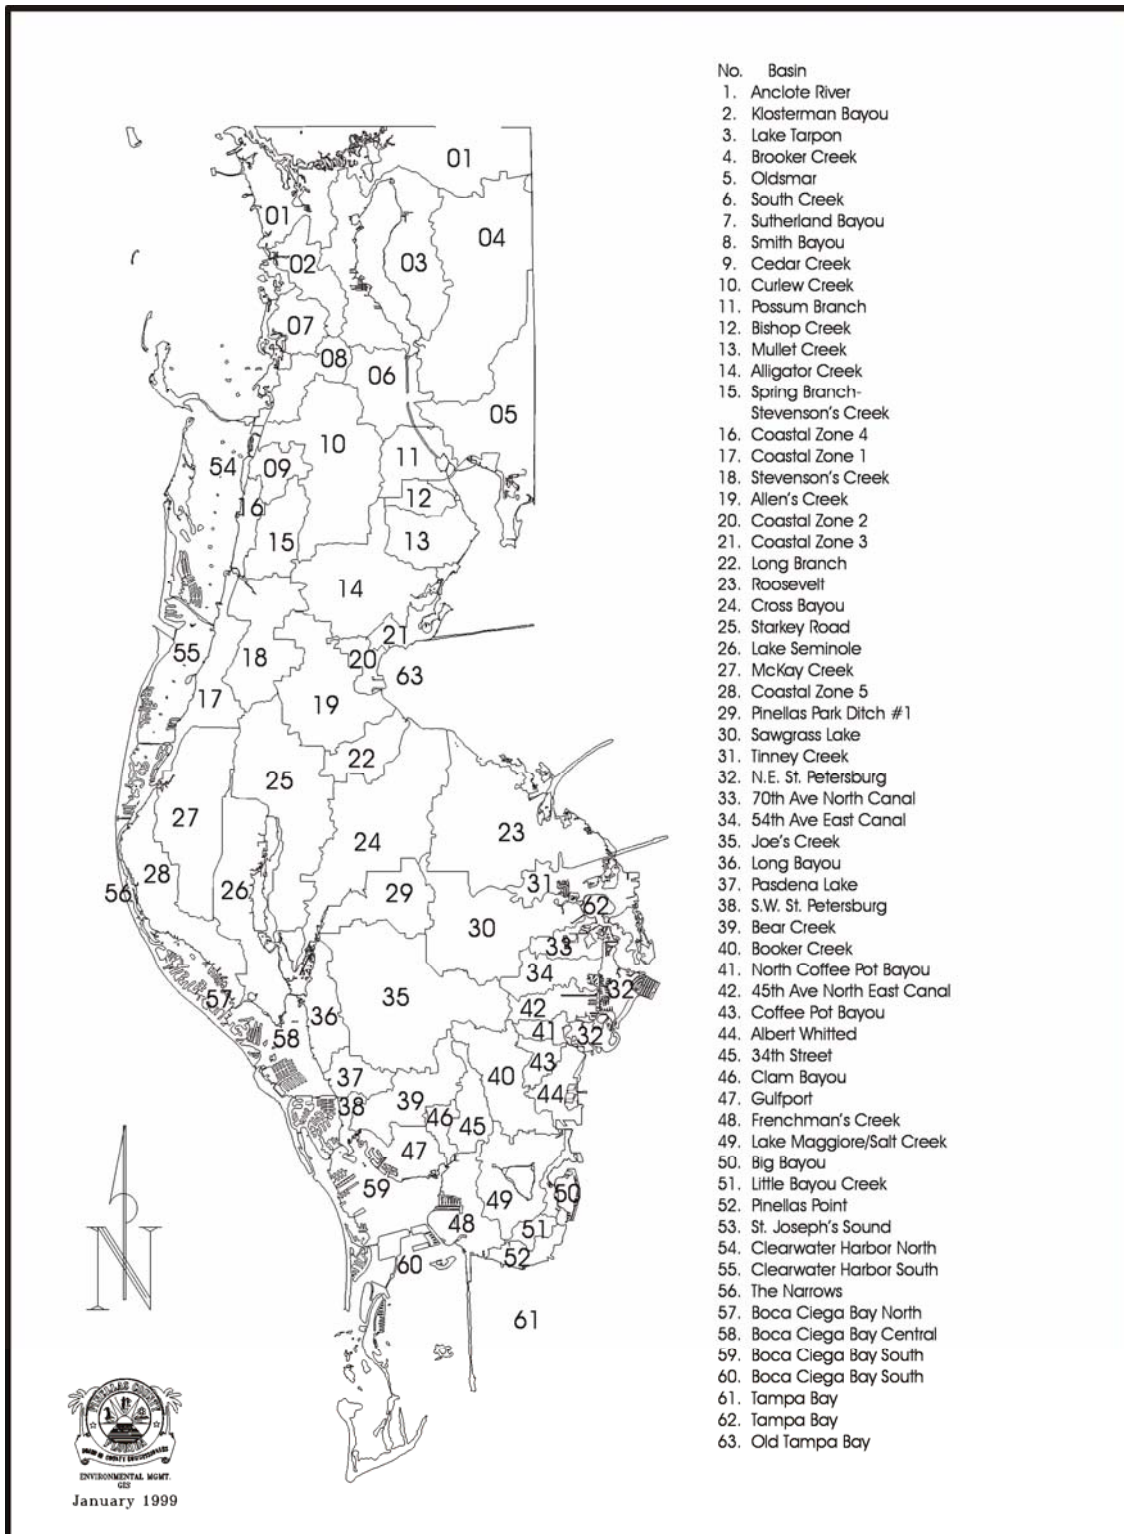 No. Basin
1. Anclote River
2. Klosterman Bayou
3. Lake Tarpon
4. Brooker Creek
5. Oldsmar
6. South Creek
7. Sutherland Bayou
8. Smith Bayou
9. Cedar Creek
10. Curlew Creek
11. Possum Branch
12. Bishop Creek
13. Mullet Creek
14. Alligator Creek
15. Spring Branch-
Stevenson's Creek
16. Coastal Zone 4
17. Coastal Zone 1
18. Stevenson's Creek
19. Allen's Creek
20. Coastal Zone 2
21. Coastal Zone 3
22. Long Branch
23. Roosevelt
24. Cross Bayou
25. Starkey Road
26. Lake Seminole
27. McKay Creek
28. Coastal Zone 5
29. Pinellas Park Ditch #1
30. Sawgrass Lake
31. Tinney Creek
32. N.E. St. Petersburg
33. 70th Ave North Canal
34. 54th Ave East Canal
35. Joe's Creek
36. Long Bayou
37. Pasdena Lake
38. S.W. St. Petersburg
39. Bear Creek
40. Booker Creek
41. North Coffee Pot Bayou
42. 45th Ave North East Canal
43. Coffee Pot Bayou
44. Albert Whitted
45. 34th Street
46. Clam Bayou
47. Gulfport
48. Frenchman's Creek
49. Lake Maggiore/Salt Creek
50. Big Bayou
51. Little Bayou Creek
52. Pinellas Point
53. St. Joseph's Sound
54. Clearwater Harbor North
55. Clearwater Harbor South
56. The Narrows
57. Boca Ciega Bay North
58. Boca Ciega Bay Central
59. Boca Ciega Bay South
60. Boca Ciega Bay South
61. Tampa Bay
62. Tampa Bay
63. Old Tampa Bay
01
01
04
02
03
07
08
06
05
10
54
09
11
16
12
15
13
14
21
55
18
20
63
17
19
22
25
27
23
24
28
31
56
26
29
62
30
33
34
32
57
35
42
36
58
41
32
43
40
37
44
38
39
46
45
47
59
50
49
48
51
52
60
61
N
PINELLAS COUNTY
FLORIDA
BOARD OF COUNTY COMMISSIONERS
ENVIRONMENTAL MGMT.
GIS
January 1999